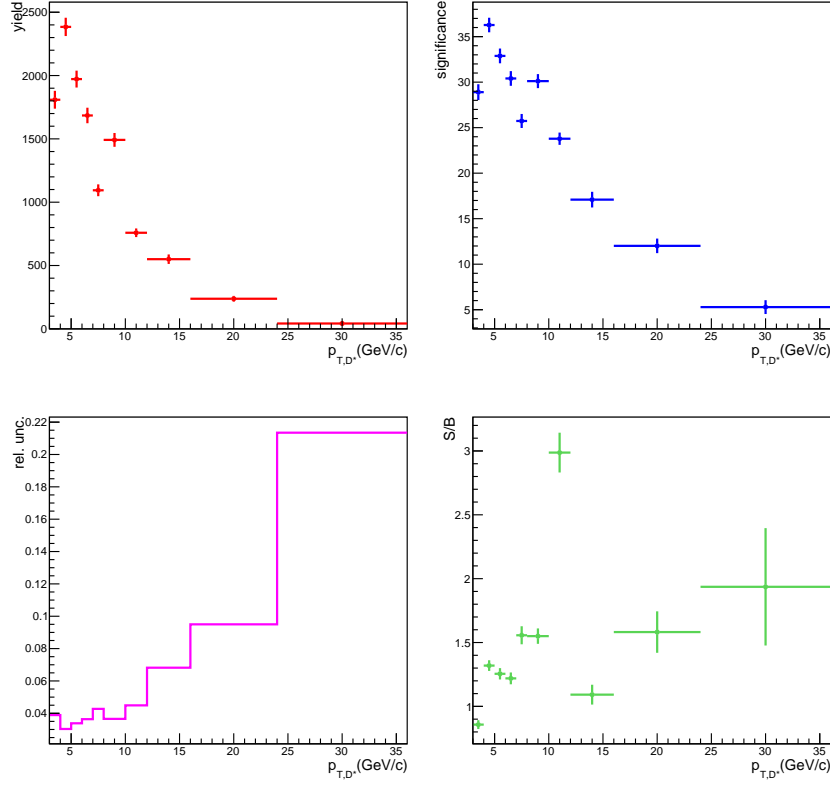 yield
2500
2000
1500
1000
500
0
5 10 15 20 25 30 35
p_T,D* (GeV/c)
significance
35
30
25
20
15
10
5
5 10 15 20 25 30 35
p_T,D* (GeV/c)
rel. unc.
0.22
0.2
0.18
0.16
0.14
0.12
0.1
0.08
0.06
0.04
5 10 15 20 25 30 35
p_T,D* (GeV/c)
S/B
3
2.5
2
1.5
1
5 10 15 20 25 30 35
p_T,D* (GeV/c)